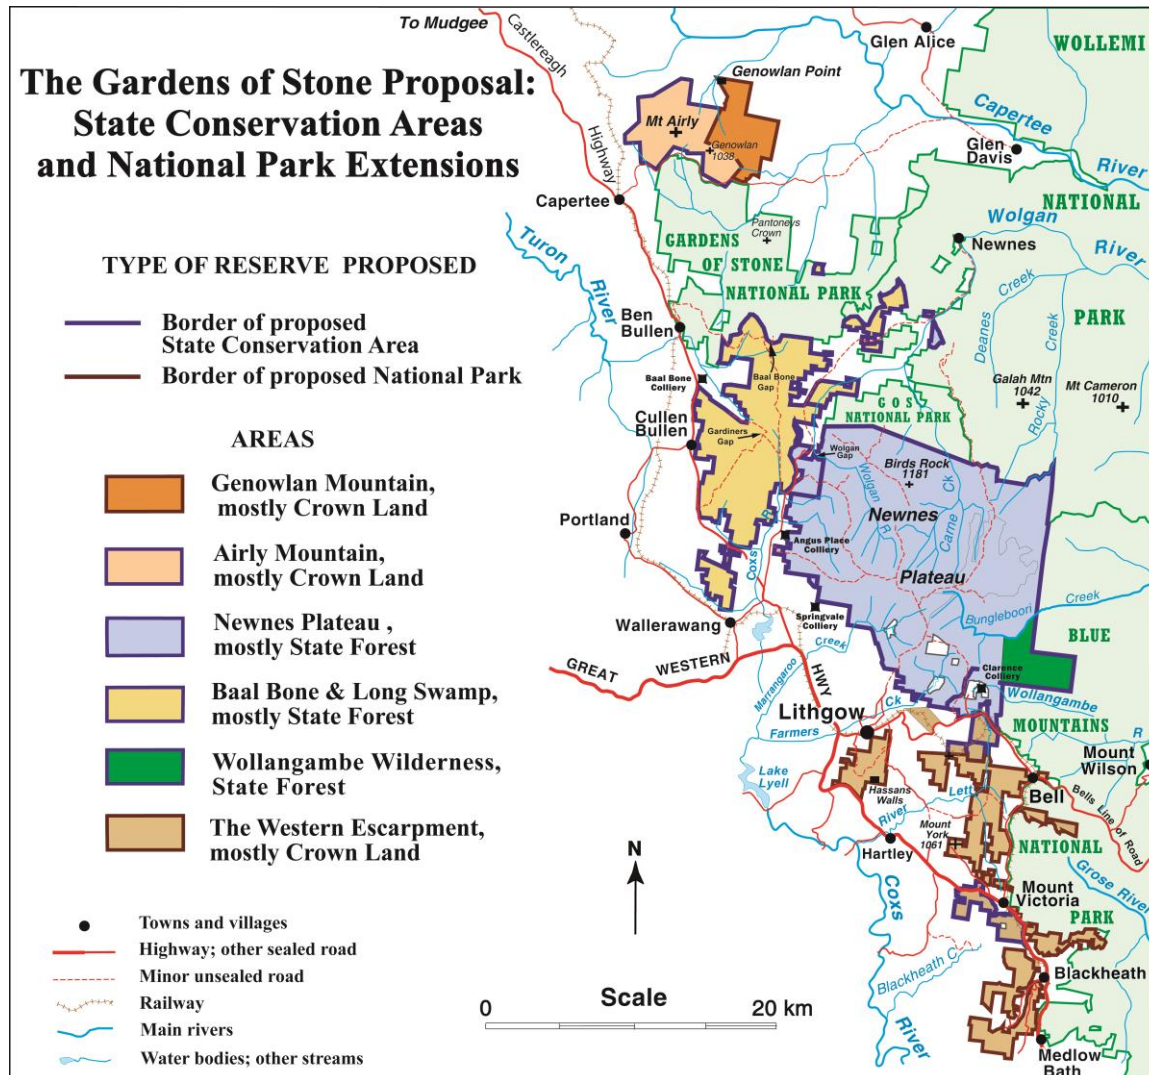 To Mudgee
Castlereagh
Highway
The Gardens of Stone Proposal:
State Conservation Areas
and National Park Extensions
TYPE OF RESERVE PROPOSED
Border of proposed
State Conservation Area
Border of proposed National Park
AREAS
Genowlan Mountain,
mostly Crown Land
Airly Mountain,
mostly Crown Land
Newnes Plateau ,
mostly State Forest
Baal Bone & Long Swamp,
mostly State Forest
Wollangambe Wilderness,
State Forest
The Western Escarpment,
mostly Crown Land
Towns and villages
Highway; other sealed road
Minor unsealed road
Railway
Main rivers
Water bodies; other streams
N
Scale
0
20 km
Glen Alice
WOLLEMI
Genowlan Point
Mt Airly
Genowlan
1038
Capertee
River
Glen
Davis
NATIONAL
Capertee
Pantoneys
Crown
Wolgan
River
Newnes
GARDENS
OF STONE
NATIONAL PARK
Turon
River
Ben
Bullen
Creek
Deanes
Creek
Rocky
PARK
Baal Bone
Colliery
Baal Bone
Gap
Galah Mtn
1042
Mt Cameron
1010
G O S
NATIONAL PARK
Cullen
Bullen
Gardiners
Gap
Wolgan
Gap
Birds Rock
1181
Wolgan
R
Ck
Carne
Newnes
Plateau
Portland
R
Coxs
Angus Place
Colliery
Springvale
Colliery
Wallerawang
Bungleboori
Creek
BLUE
GREAT
WESTERN
HWY
Marrangaroo
Creek
Clarence
Colliery
Wollangambe
R
MOUNTAINS
Lithgow
Farmers
Ck
Mount
Wilson
Lake
Lyell
Hassans
Walls
Lett
River
Bell
Bells Line of Road
Mount
York
1061
Hartley
NATIONAL
Grose River
Mount
Victoria
PARK
Coxs
River
Blackheath C.
Blackheath
Medlow
Bath